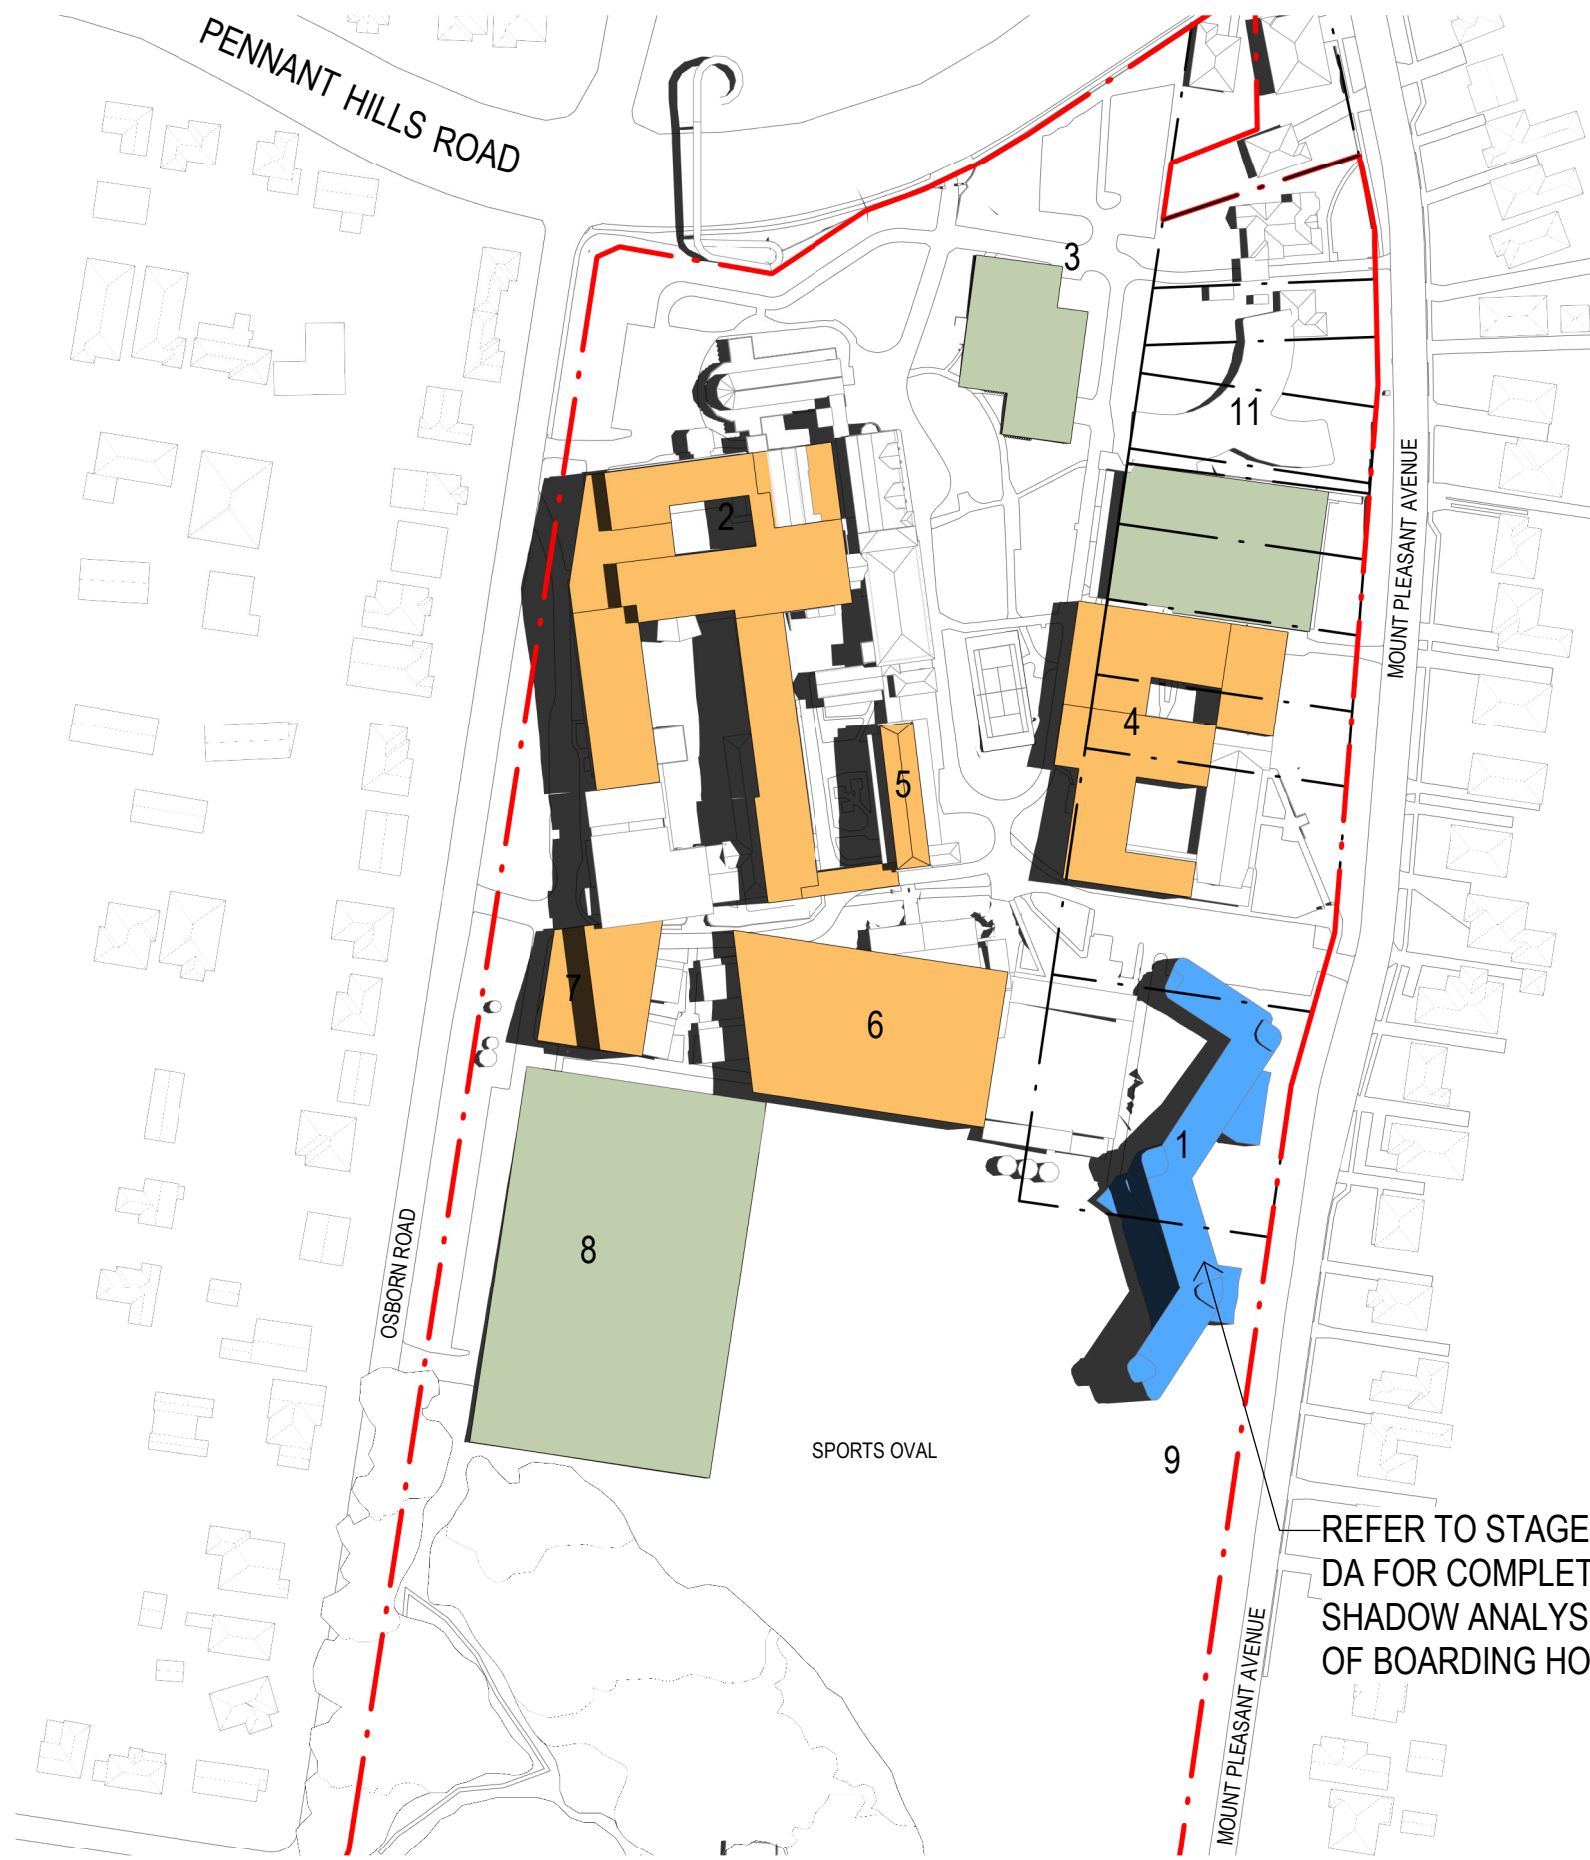 PENNANT HILLS ROAD
3
11
MOUNT PLEASANT AVENUE
2
4
5
7
6
1
8
OSBORN ROAD
SPORTS OVAL
9
REFER TO STAGE
DA FOR COMPLET
SHADOW ANALYS
OF BOARDING HO
MOUNT PLEASANT AVENUE